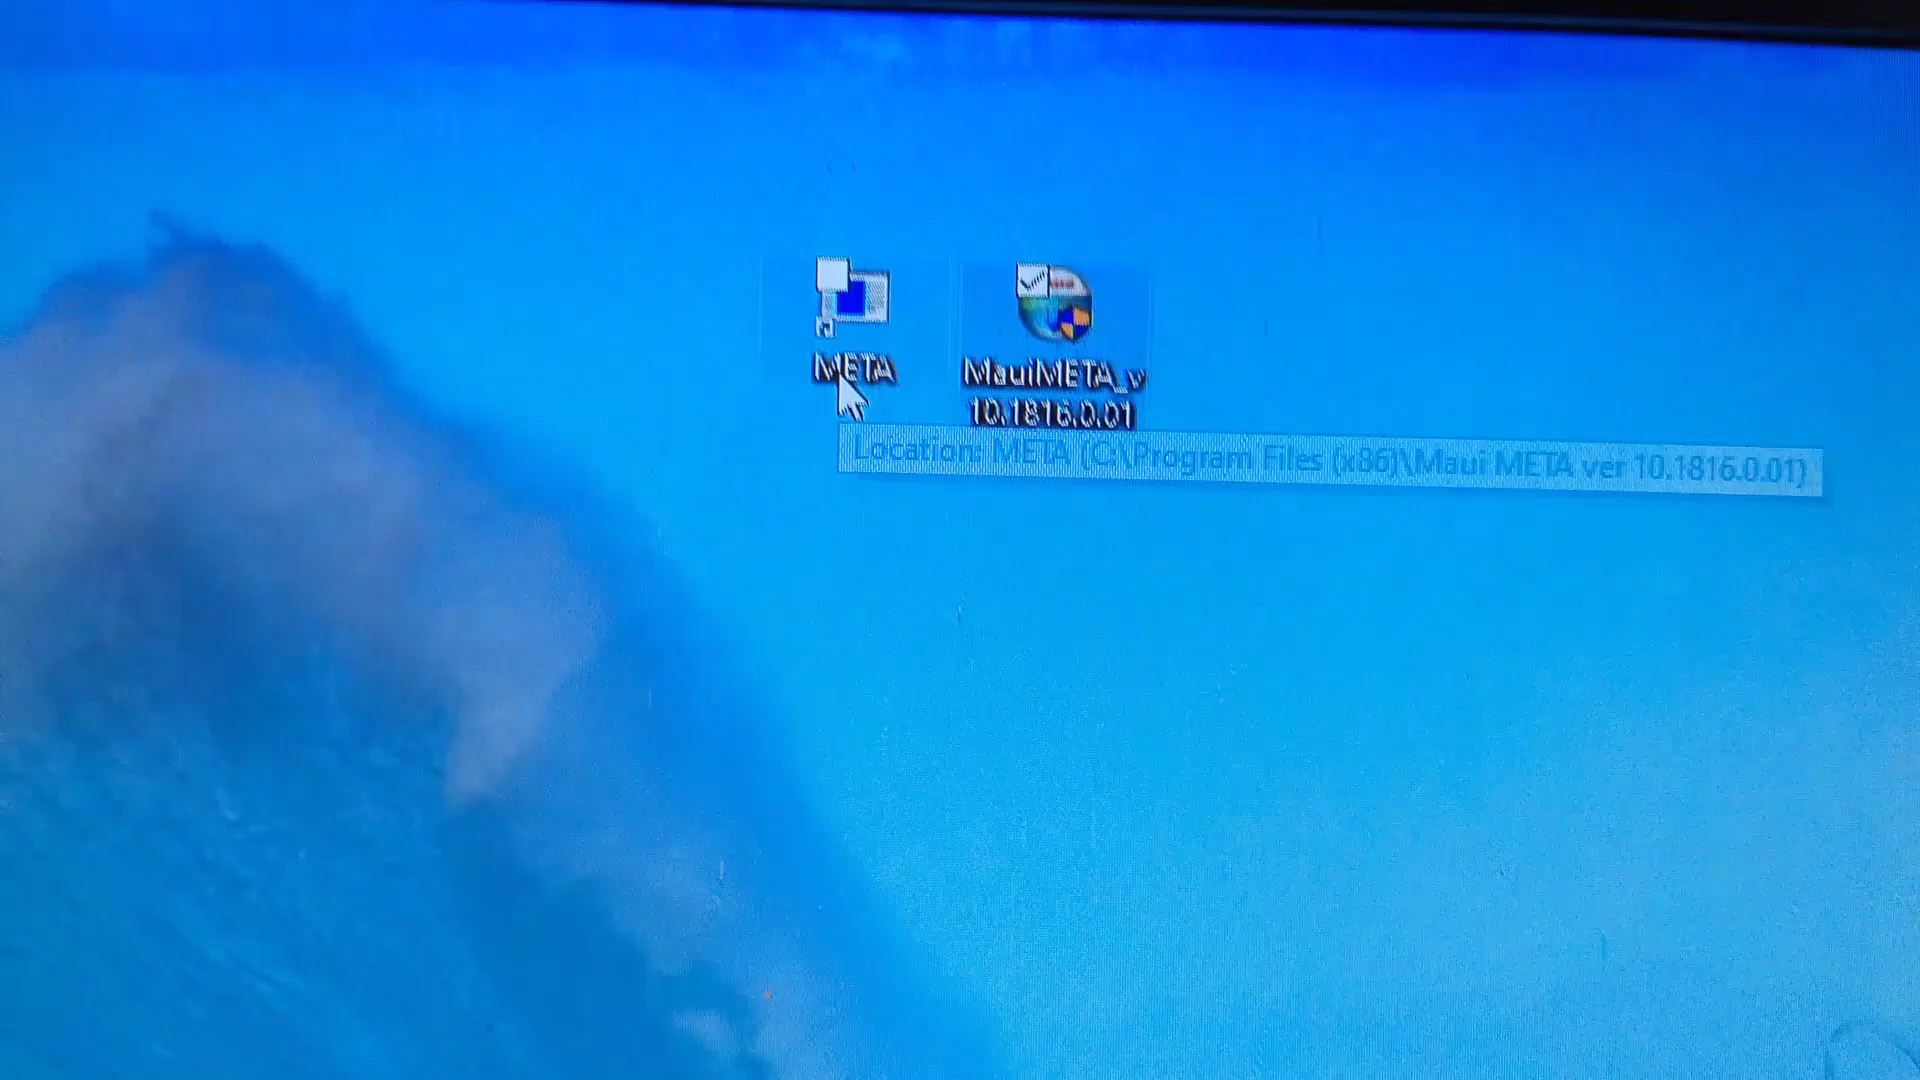 META
MauiMETA_v
10.1816.0.01
Location: META (C:\Program Files (x86)\Maui META ver 10.1816.0.01)